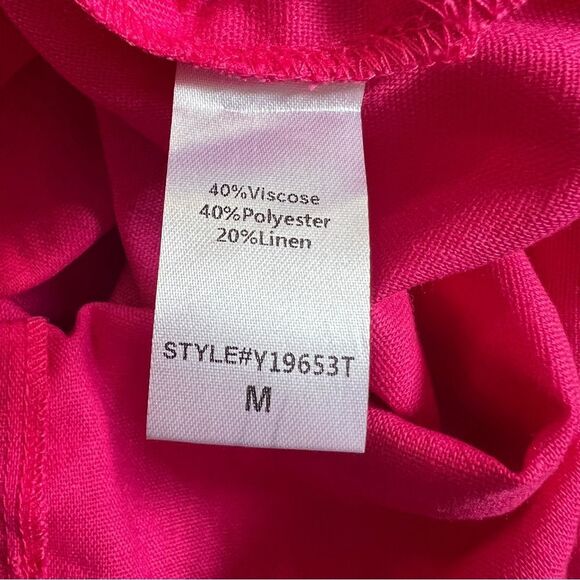 40%Viscose
40%Polyester
20%Linen
STYLE#Y19653T
M